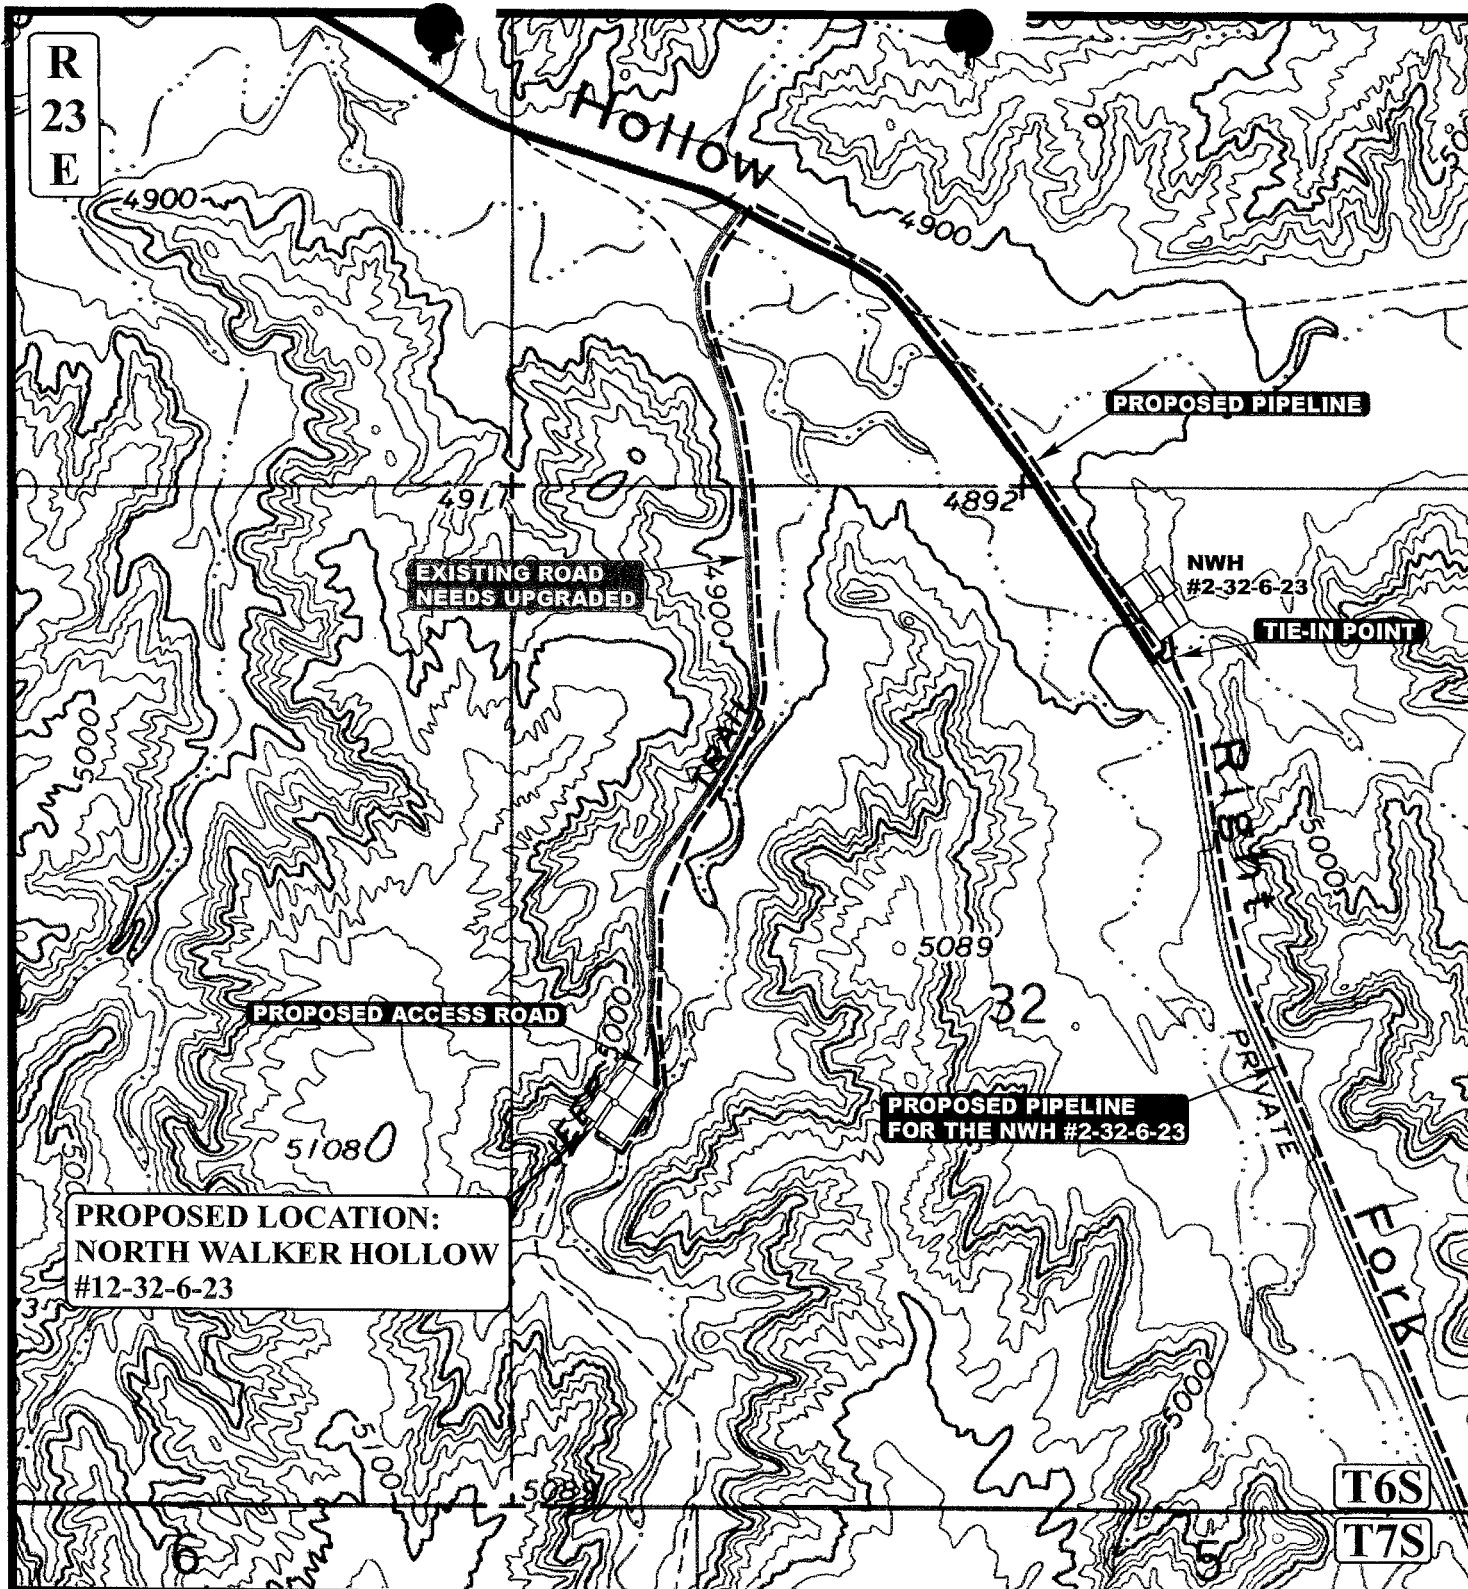 R
23
E
Hollow
4900
4900
PROPOSED PIPELINE
4917
4892
EXISTING ROAD
NEEDS UPGRADED
4900
NWH
#2-32-6-23
TIE-IN POINT
5000
TRAIL
Right
5000
5089
32
PROPOSED ACCESS ROAD
5000
PRIVATE
PROPOSED PIPELINE
FOR THE NWH #2-32-6-23
5108
JEEP
Fork
PROPOSED LOCATION:
NORTH WALKER HOLLOW
#12-32-6-23
5000
5100
5089
T6S
T7S
6
5